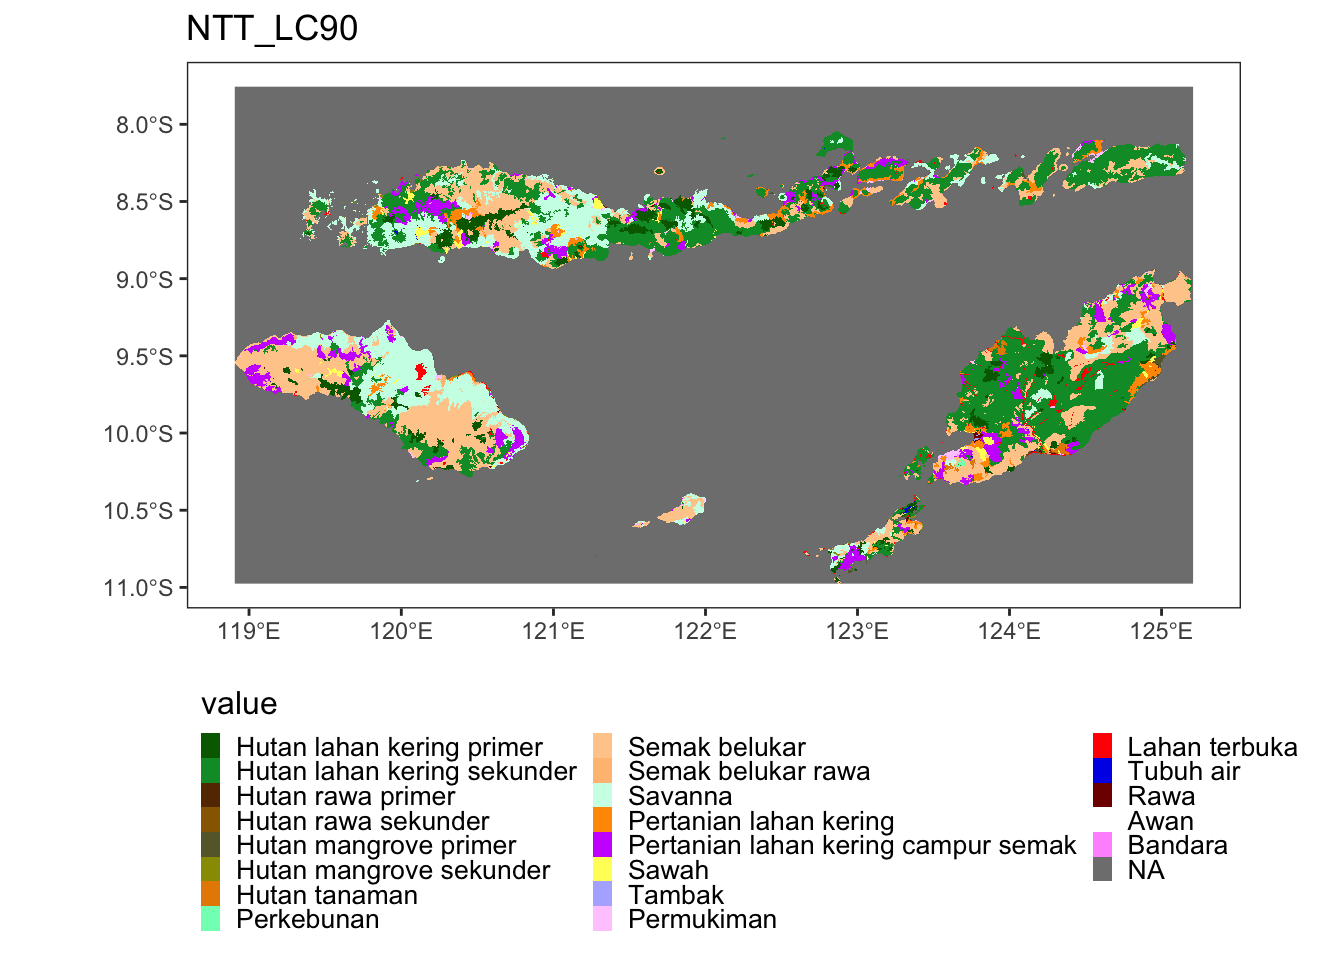 NTT_LC90
8.0°S
8.5°S
9.0°S
9.5°S
10.0°S
10.5°S
11.0°S
119°E 120°E 121°E 122°E 123°E 124°E 125°E
value
Hutan lahan kering primer
Hutan lahan kering sekunder
Hutan rawa primer
Hutan rawa sekunder
Hutan mangrove primer
Hutan mangrove sekunder
Hutan tanaman
Perkebunan
Semak belukar
Semak belukar rawa
Savanna
Pertanian lahan kering
Pertanian lahan kering campur semak
Sawah
Tambak
Permukiman
Lahan terbuka
Tubuh air
Rawa
Awan
Bandara
NA